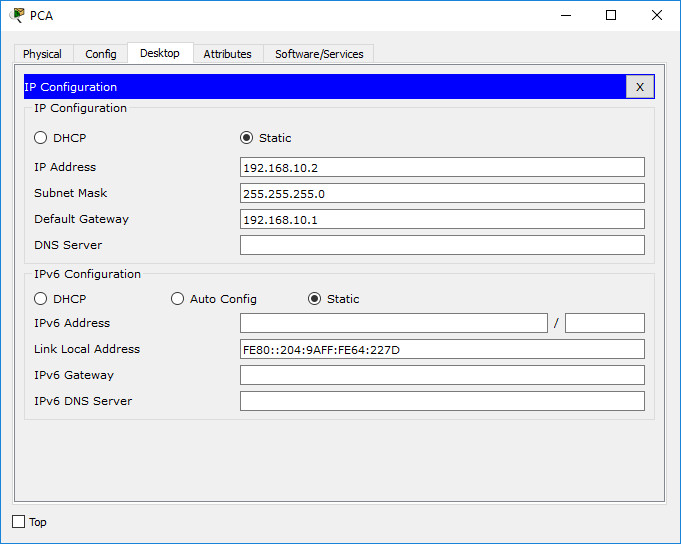 PCA
Physical Config Desktop Attributes Software/Services
IP Configuration X
IP Configuration
DHCP Static
IP Address 192.168.10.2
Subnet Mask 255.255.255.0
Default Gateway 192.168.10.1
DNS Server
IPv6 Configuration
DHCP Auto Config Static
IPv6 Address /
Link Local Address FE80::204:9AFF:FE64:227D
IPv6 Gateway
IPv6 DNS Server
Top